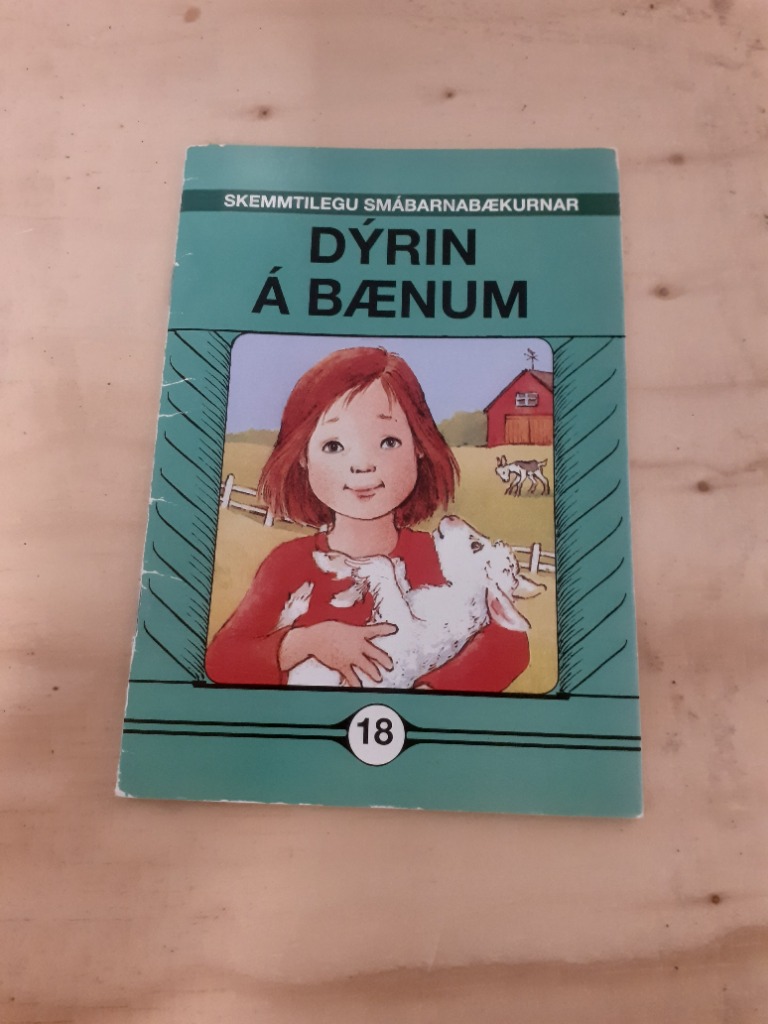 SKEMMTILEGU SMÁBARNABÆKURNAR
DÝRIN
Á BÆNUM
18